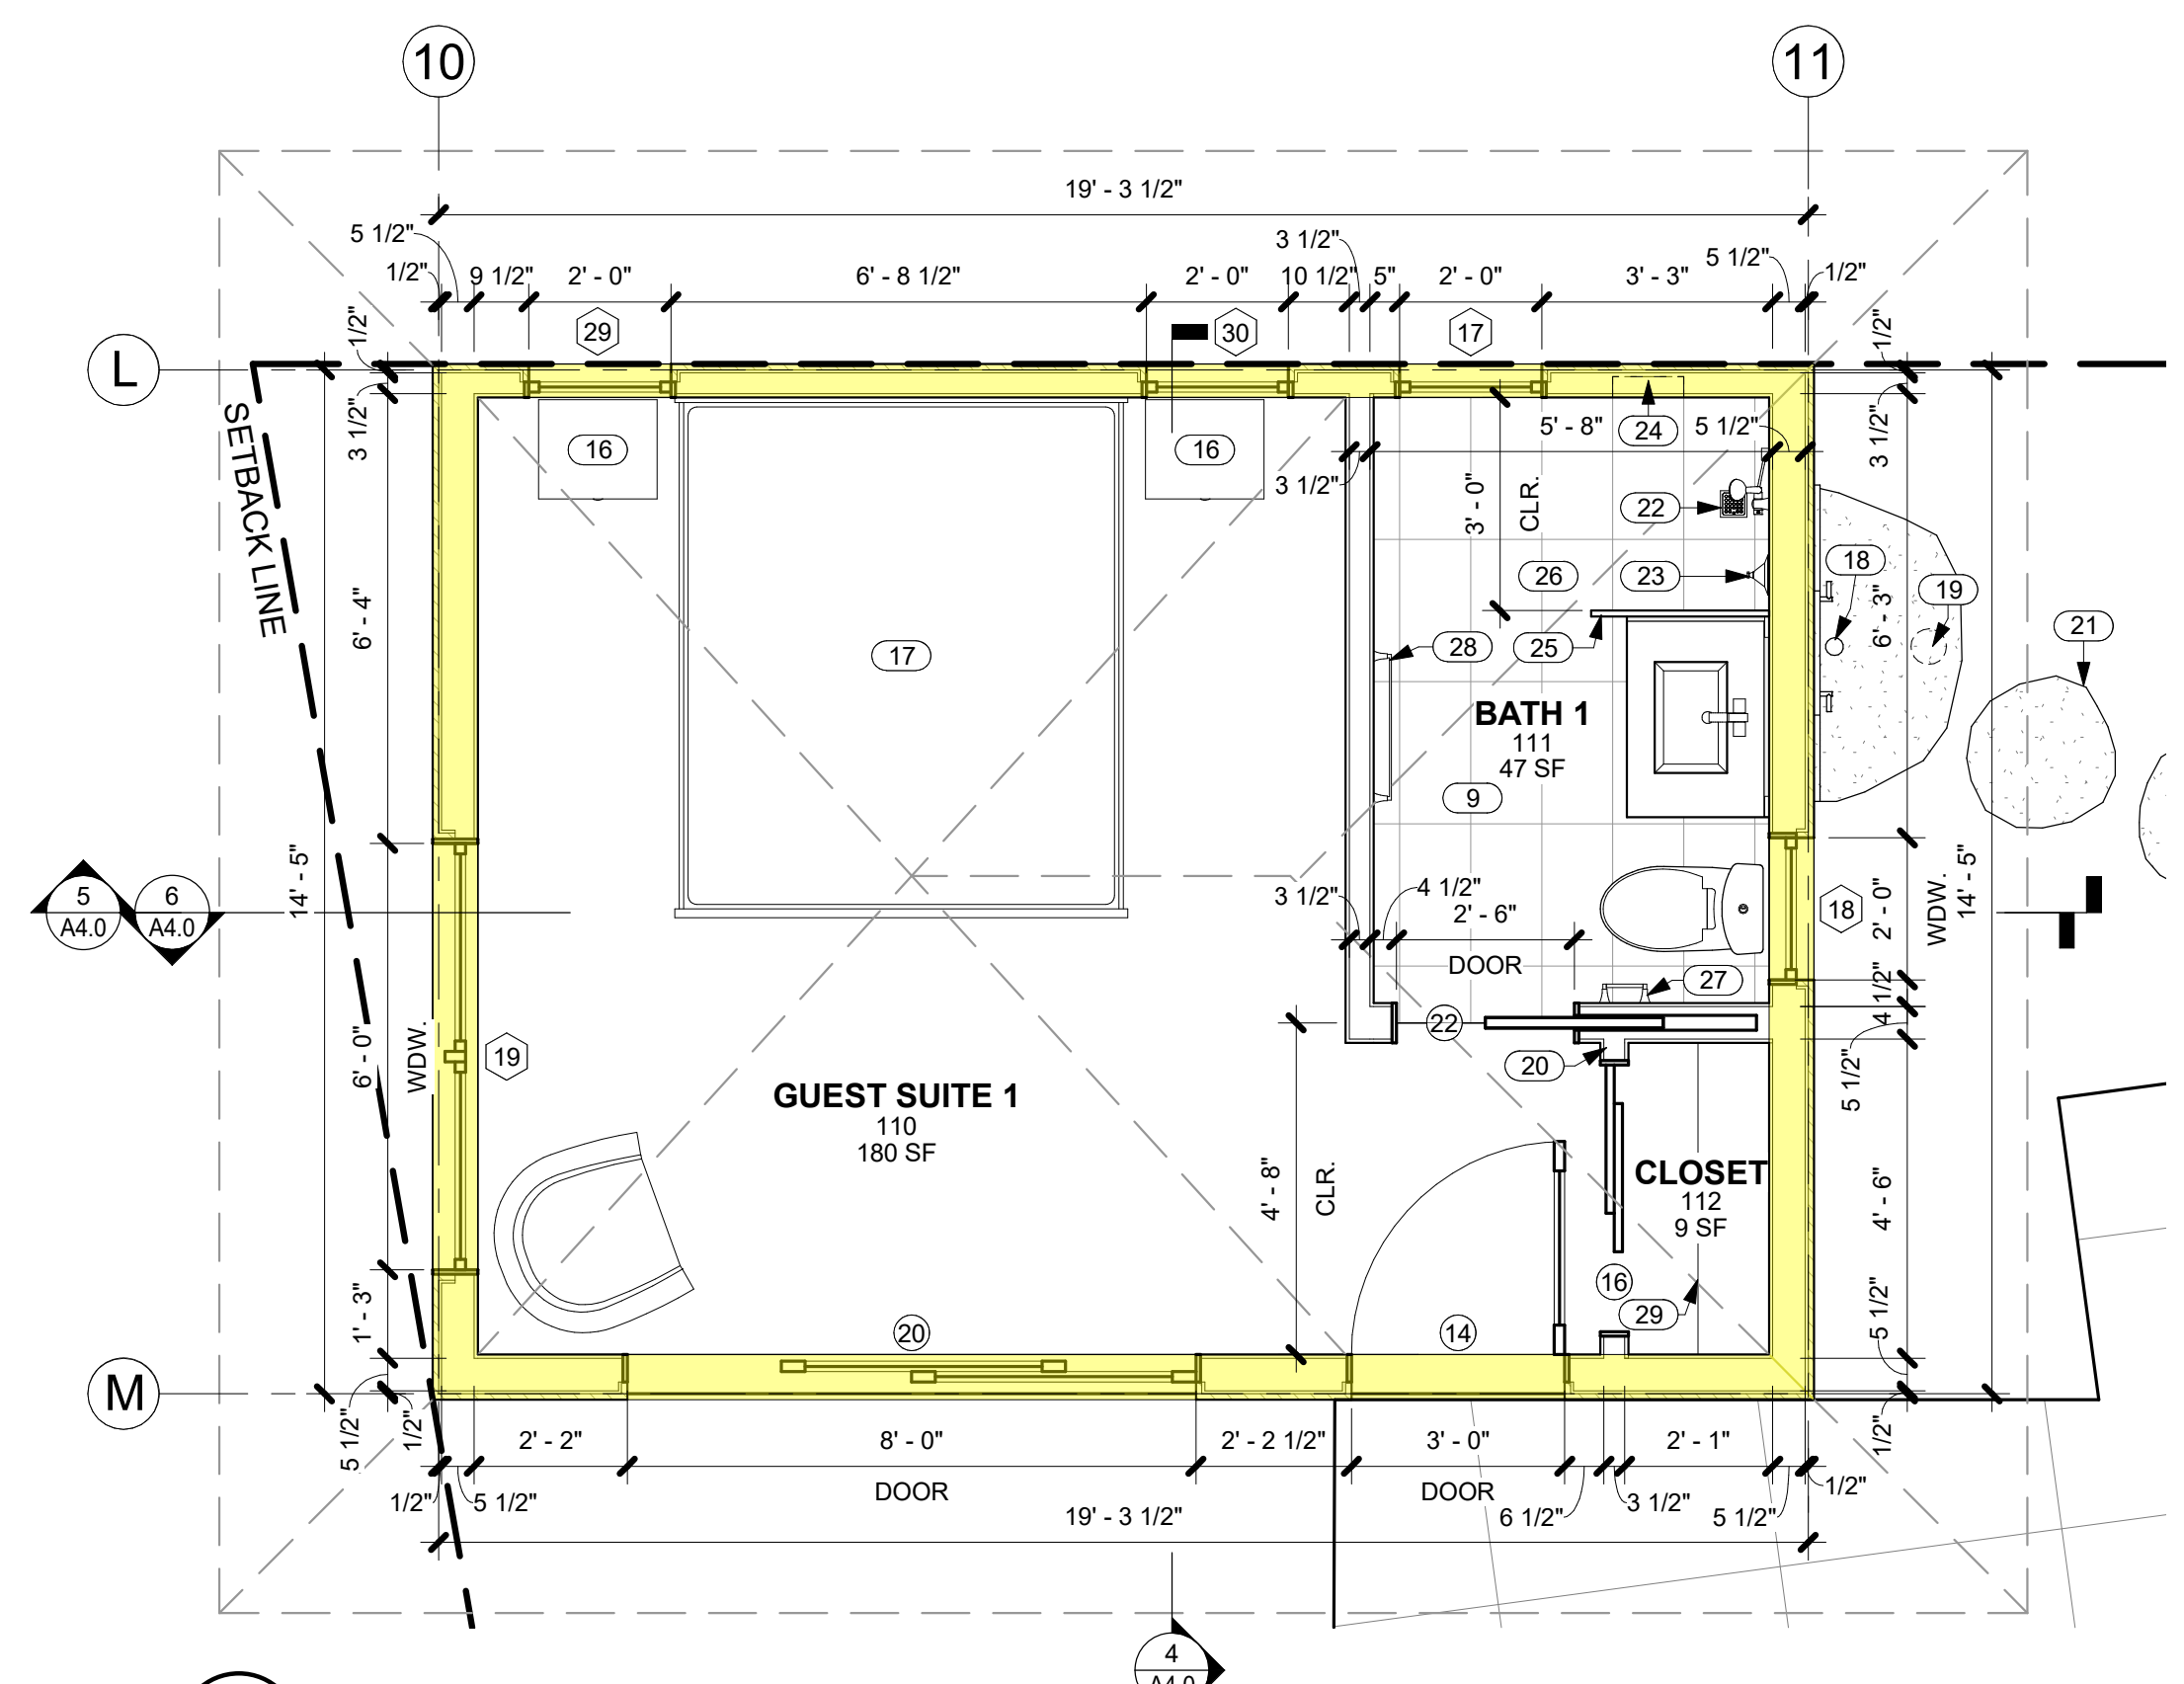 10
11
19' - 3 1/2"
5 1/2"
3 1/2"
5 1/2"
1/2"
9 1/2"
2' - 0"
6' - 8 1/2"
2' - 0"
10 1/2"
5"
2' - 0"
3' - 3"
1/2"
29
30
17
L
1/2"
1/2"
3 1/2"
3 1/2"
SETBACK LINE
16
16
5' - 8"
24
5 1/2"
3 1/2"
3' - 0"
CLR.
22
26
23
18
19
6' - 4"
6' - 3"
21
17
28
25
BATH 1
111
47 SF
9
14' - 5"
5
A4.0
6
A4.0
3 1/2"
4 1/2"
2' - 6"
DOOR
18
2' - 0"
WDW.
14' - 5"
27
4 1/2"
6' - 0"
WDW.
19
22
20
5 1/2"
GUEST SUITE 1
110
180 SF
4' - 8"
CLR.
CLOSET
112
9 SF
4' - 6"
16
29
1' - 3"
20
14
5 1/2"
M
5 1/2"
1/2"
1/2"
2' - 2"
8' - 0"
2' - 2 1/2"
3' - 0"
2' - 1"
1/2"
5 1/2"
DOOR
DOOR
6 1/2"
3 1/2"
5 1/2"
1/2"
19' - 3 1/2"
4
A4.0